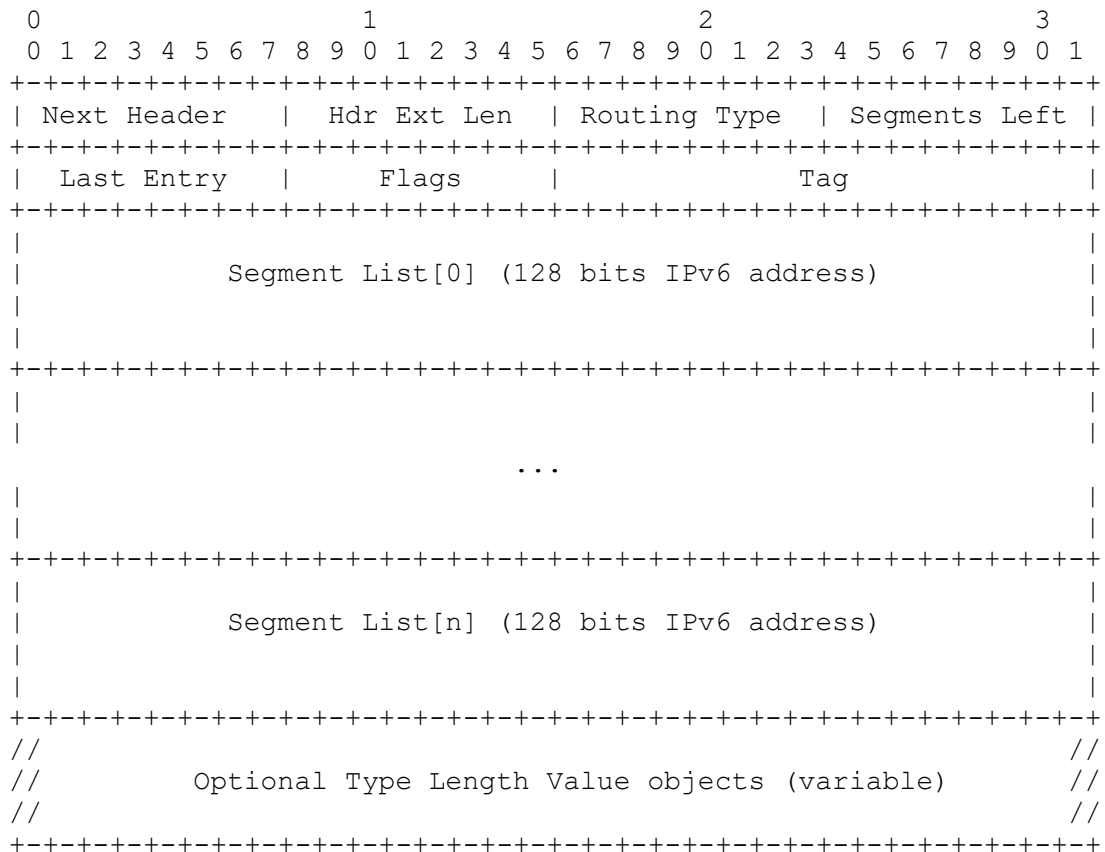 0                   1                   2                   3
 0 1 2 3 4 5 6 7 8 9 0 1 2 3 4 5 6 7 8 9 0 1 2 3 4 5 6 7 8 9 0 1
+-+-+-+-+-+-+-+-+-+-+-+-+-+-+-+-+-+-+-+-+-+-+-+-+-+-+-+-+-+-+-+-+
| Next Header   |  Hdr Ext Len  | Routing Type  | Segments Left |
+-+-+-+-+-+-+-+-+-+-+-+-+-+-+-+-+-+-+-+-+-+-+-+-+-+-+-+-+-+-+-+-+
|  Last Entry   |     Flags     |              Tag              |
+-+-+-+-+-+-+-+-+-+-+-+-+-+-+-+-+-+-+-+-+-+-+-+-+-+-+-+-+-+-+-+-+
|                                                               |
|            Segment List[0] (128 bits IPv6 address)            |
|                                                               |
|                                                               |
+-+-+-+-+-+-+-+-+-+-+-+-+-+-+-+-+-+-+-+-+-+-+-+-+-+-+-+-+-+-+-+-+
|                                                               |
|                                                               |
                              ...
|                                                               |
|                                                               |
+-+-+-+-+-+-+-+-+-+-+-+-+-+-+-+-+-+-+-+-+-+-+-+-+-+-+-+-+-+-+-+-+
|                                                               |
|            Segment List[n] (128 bits IPv6 address)            |
|                                                               |
|                                                               |
+-+-+-+-+-+-+-+-+-+-+-+-+-+-+-+-+-+-+-+-+-+-+-+-+-+-+-+-+-+-+-+-+
//                                                             //
//         Optional Type Length Value objects (variable)       //
//                                                             //
+-+-+-+-+-+-+-+-+-+-+-+-+-+-+-+-+-+-+-+-+-+-+-+-+-+-+-+-+-+-+-+-+